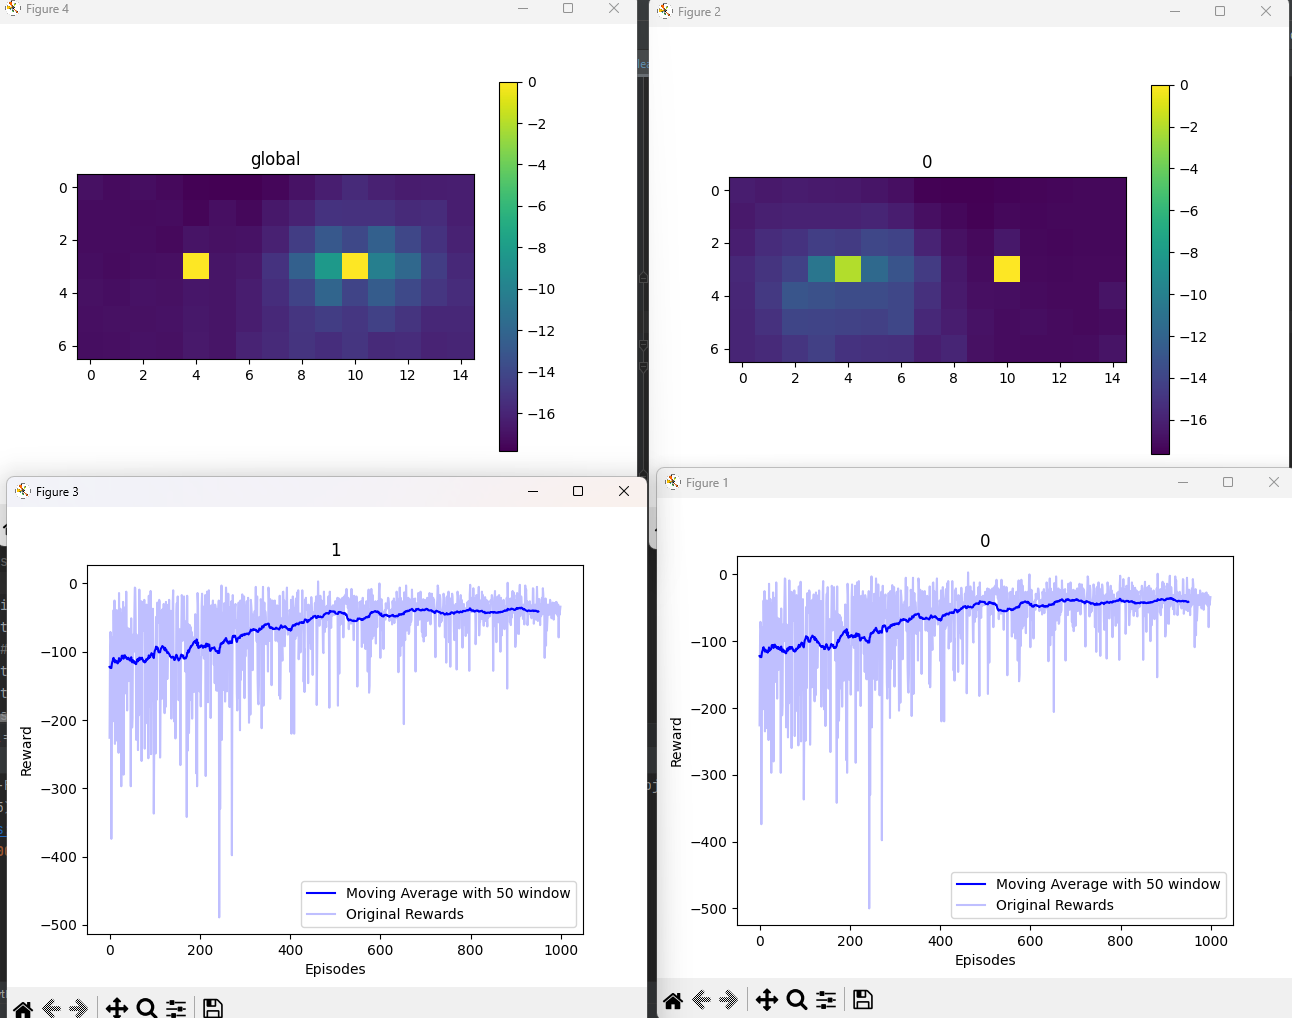 Figure 4
global
0
−2
−4
−6
−8
−10
−12
−14
−16
0
2
4
6
0 2 4 6 8 10 12 14
Figure 2
0
0
−2
−4
−6
−8
−10
−12
−14
−16
0
2
4
6
0 2 4 6 8 10 12 14
Figure 3
1
Reward
0
−100
−200
−300
−400
−500
Moving Average with 50 window
Original Rewards
0 200 400 600 800 1000
Episodes
Figure 1
0
Reward
0
−100
−200
−300
−400
−500
Moving Average with 50 window
Original Rewards
0 200 400 600 800 1000
Episodes